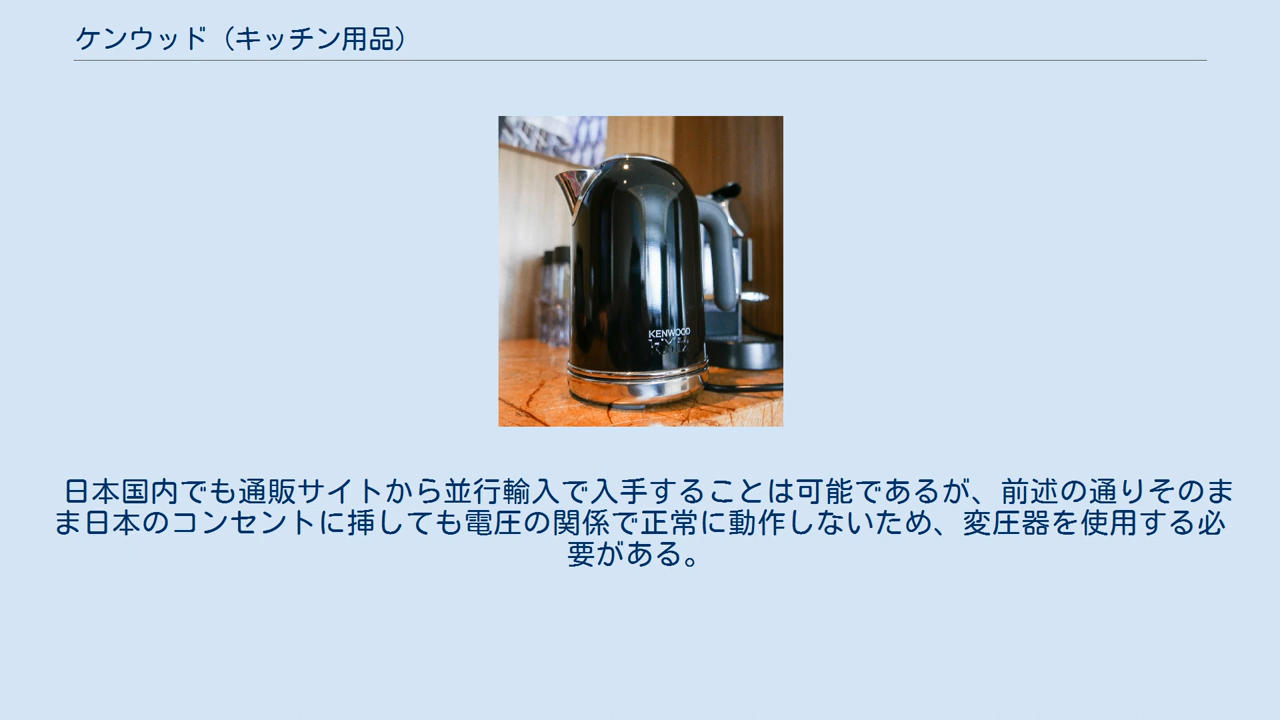 ケンウッド（キッチン用品）
KENWOOD
日本国内でも通販サイトから並行輸入で入手することは可能であるが、前述の通りそのま
ま日本のコンセントに挿しても電圧の関係で正常に動作しないため、変圧器を使用する必
要がある。